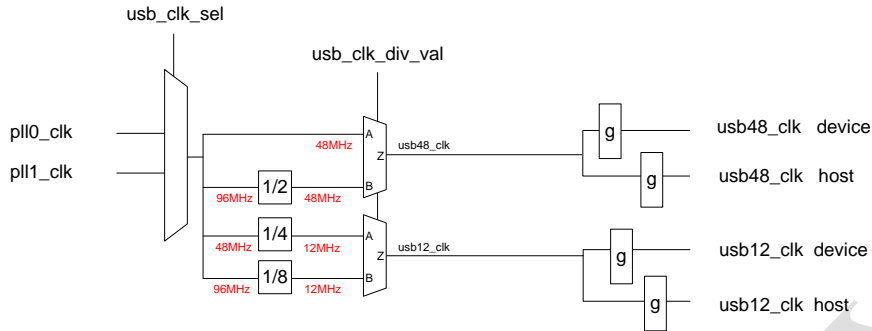 usb_clk_sel
usb_clk_div_val
pll0_clk
pll1_clk
48MHz
A
Z
B
usb48_clk
96MHz
1/2
48MHz
48MHz
1/4
12MHz
A
Z
B
usb12_clk
96MHz
1/8
12MHz
g
usb48_clk device
g
usb48_clk host
g
usb12_clk device
g
usb12_clk host